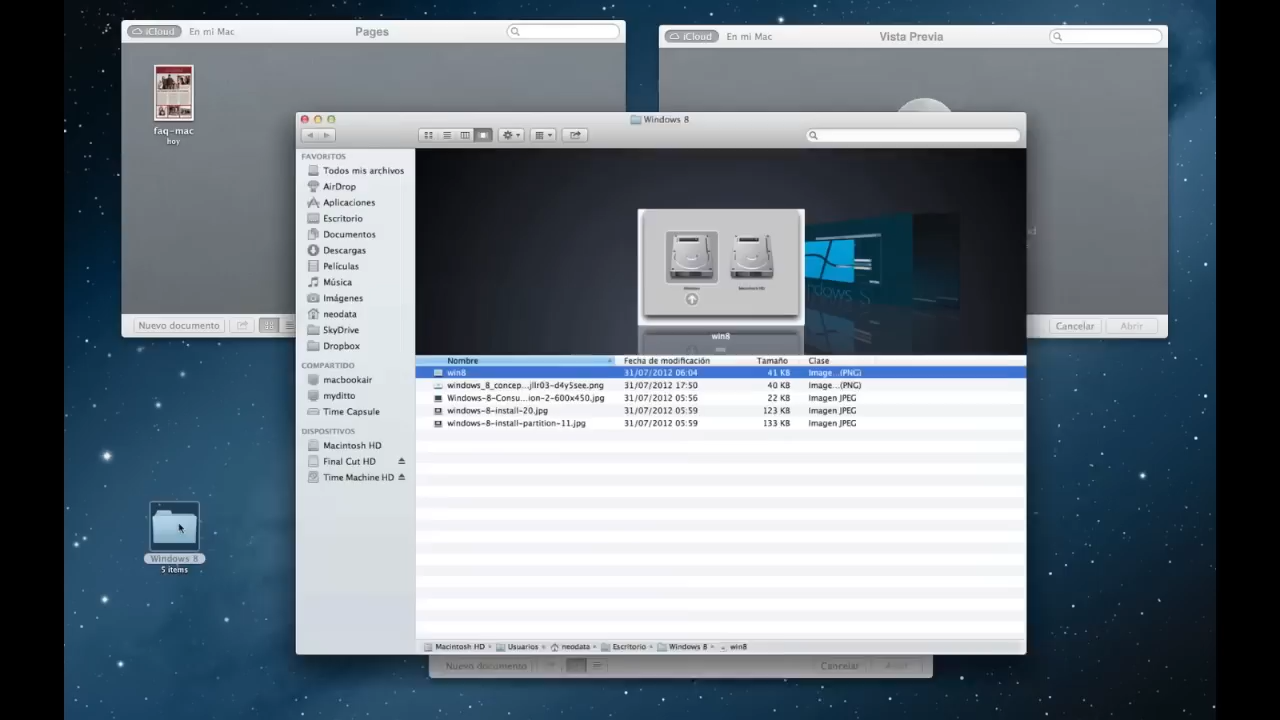 iCloud En mi Mac Pages
iCloud En mi Mac Vista Previa
faq-mac
hoy
Windows 8
FAVORITOS
Todos mis archivos
AirDrop
Aplicaciones
Escritorio
Documentos
Descargas
Películas
Música
Imágenes
neodata
SkyDrive
Dropbox
COMPARTIDO
macbookair
myditto
Time Capsule
DISPOSITIVOS
Macintosh HD
Final Cut HD
Time Machine HD
Nuevo documento
Cancelar Abrir
win8
Nombre Fecha de modificación Tamaño Clase
win8 31/07/2012 06:04 41 KB Image...(PNG)
windows_8_concep...jllr03-d4y5see.png 31/07/2012 17:50 40 KB Image...(PNG)
Windows-8-Consu...ion-2-600x450.jpg 31/07/2012 05:56 22 KB Imagen JPEG
windows-8-install-20.jpg 31/07/2012 05:59 123 KB Imagen JPEG
windows-8-install-partition-11.jpg 31/07/2012 05:59 133 KB Imagen JPEG
Windows 8
5 items
Macintosh HD Usuarios neodata Escritorio Windows 8 win8
Nuevo documento Cancelar Abrir